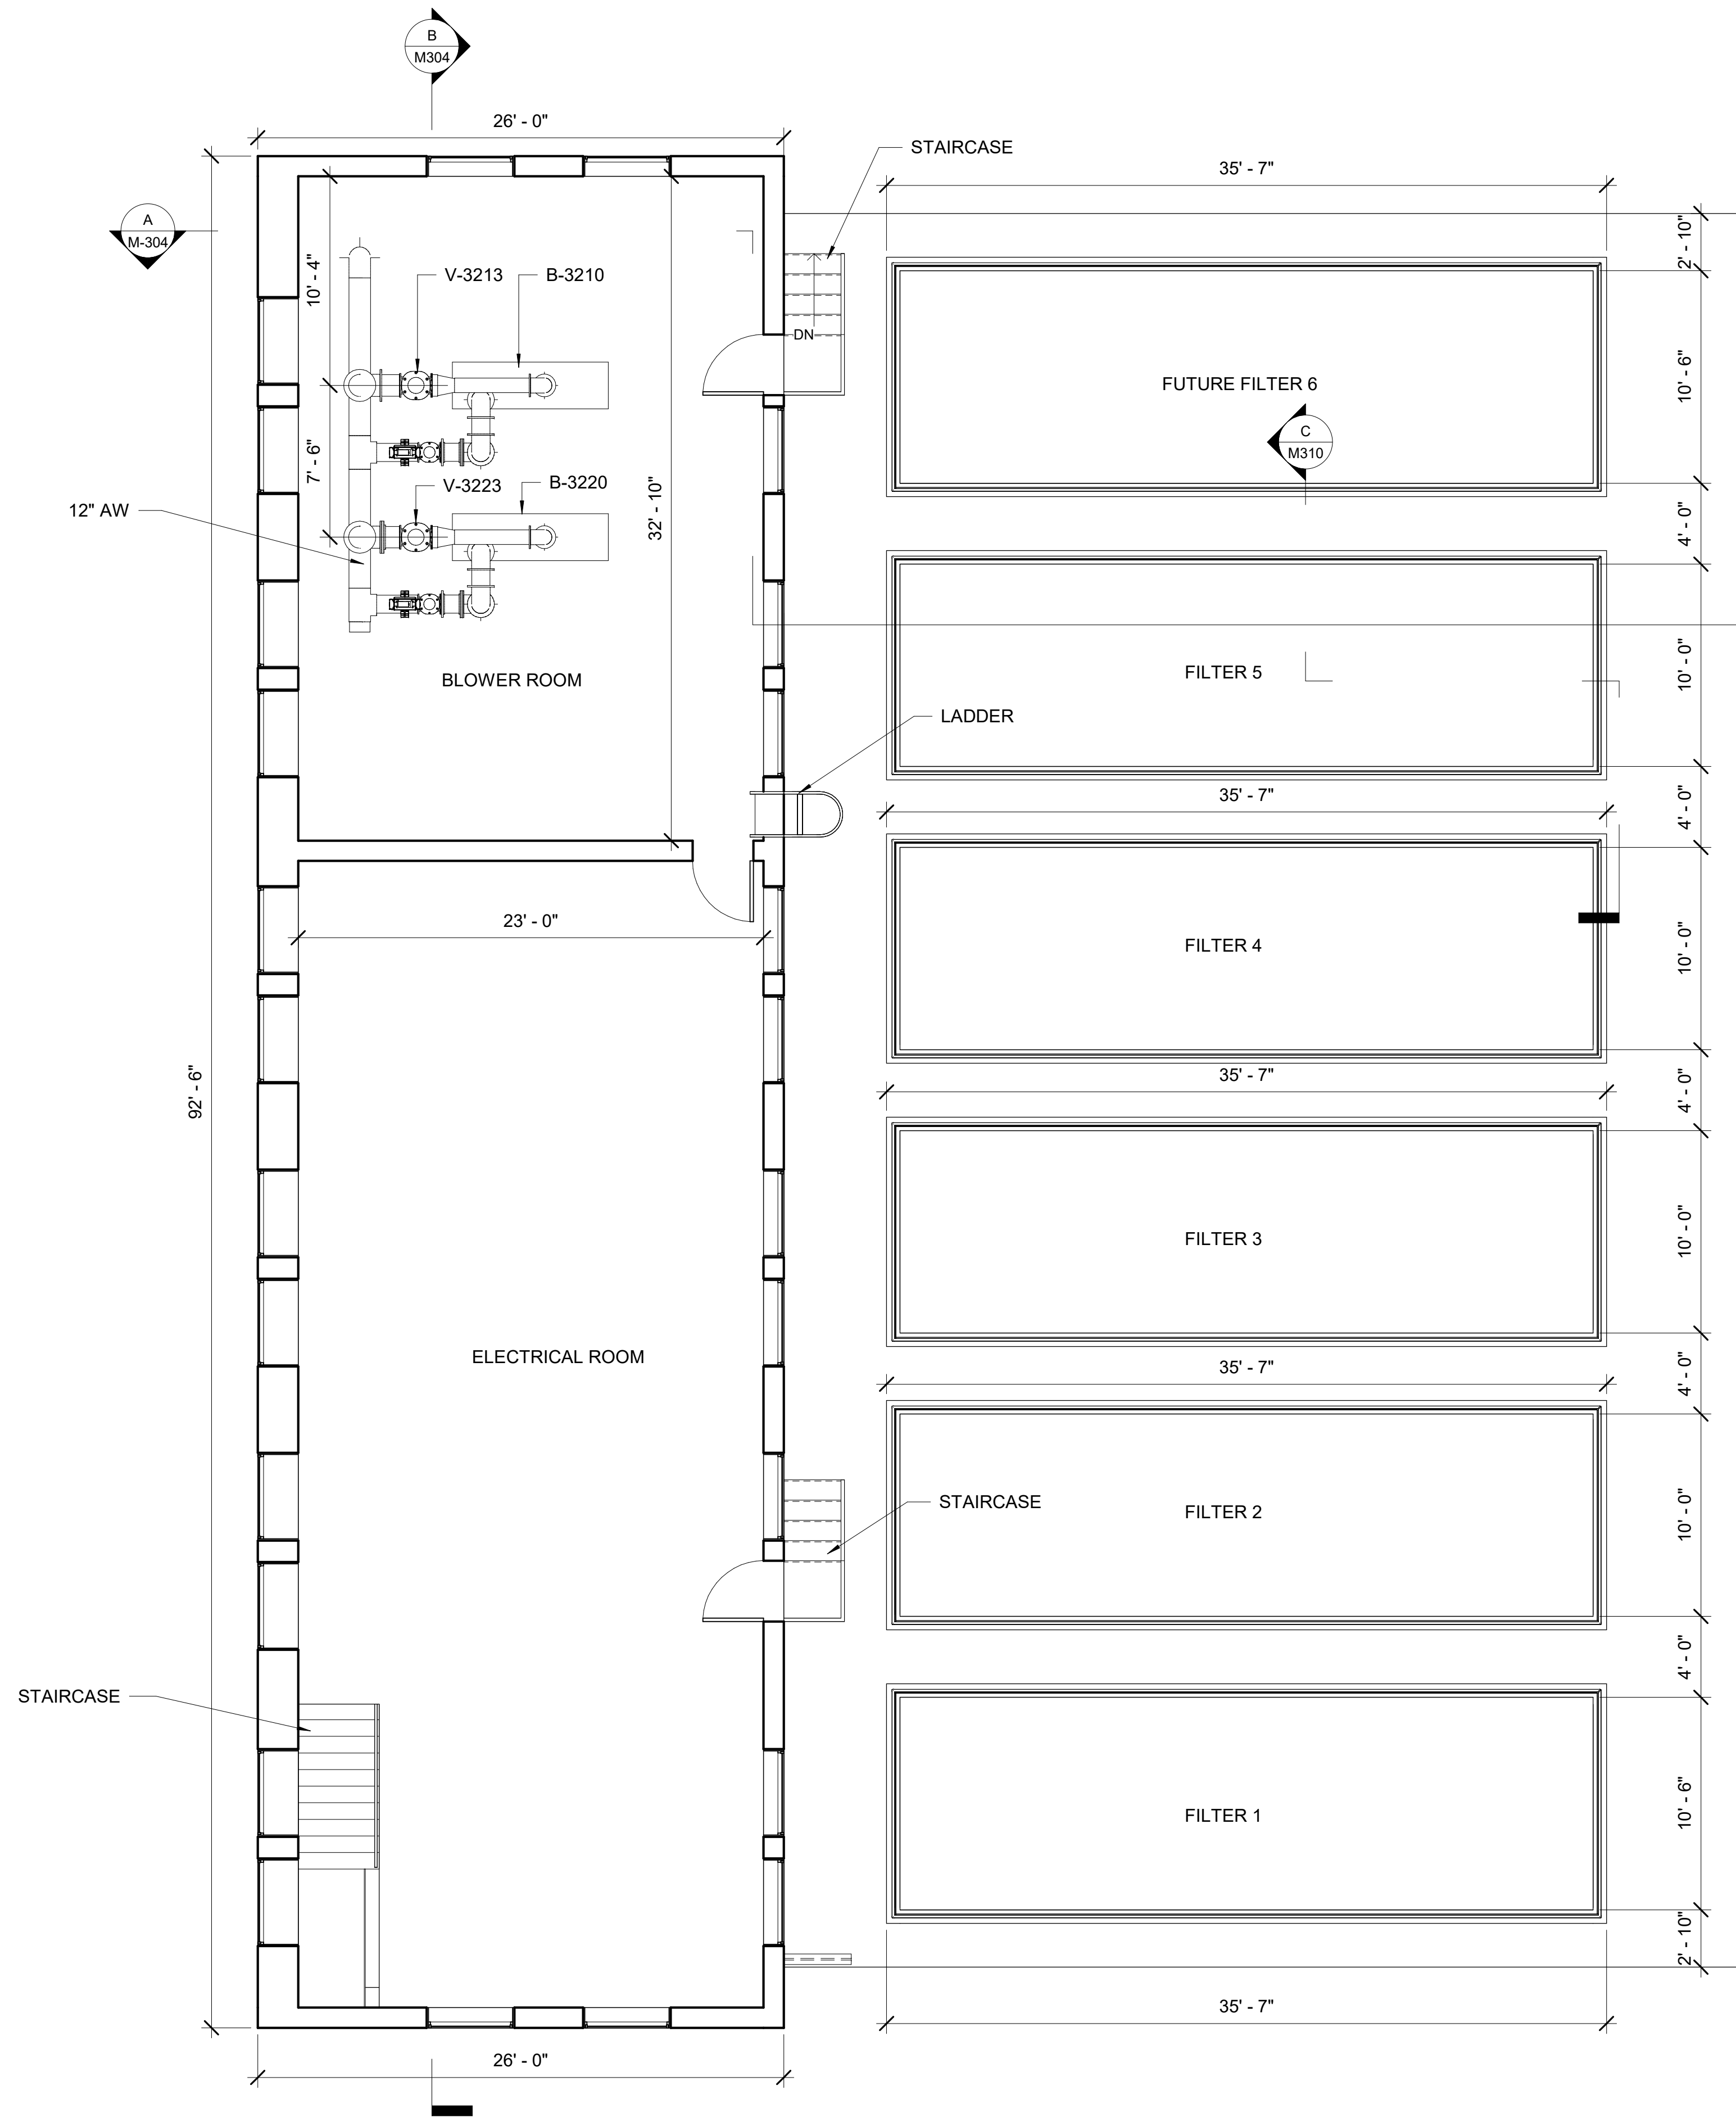 B
M304
26' - 0"
STAIRCASE
35' - 7"
A
M-304
2' - 10"
10' - 4"
V-3213
B-3210
DN
FUTURE FILTER 6
10' - 6"
C
M310
7' - 6"
V-3223
B-3220
12" AW
32' - 10"
4' - 0"
BLOWER ROOM
FILTER 5
10' - 0"
LADDER
35' - 7"
4' - 0"
23' - 0"
FILTER 4
10' - 0"
92' - 6"
35' - 7"
4' - 0"
FILTER 3
10' - 0"
ELECTRICAL ROOM
35' - 7"
4' - 0"
STAIRCASE
FILTER 2
10' - 0"
STAIRCASE
4' - 0"
FILTER 1
10' - 6"
2' - 10"
35' - 7"
26' - 0"